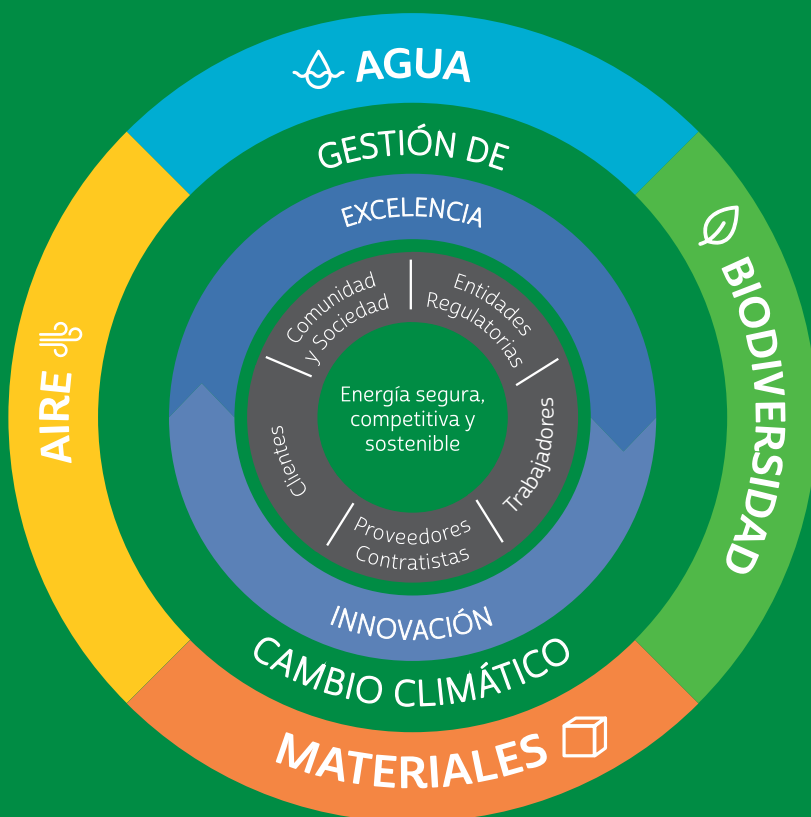 AGUA
GESTIÓN DE
EXCELENCIA
Comunidad
y Sociedad
Entidades
Regulatorias
BIODIVERSIDAD
AIRE
Energía segura,
competitiva y
sostenible
Clientes
Trabajadores
Proveedores
Contratistas
INNOVACIÓN
CAMBIO CLIMÁTICO
MATERIALES